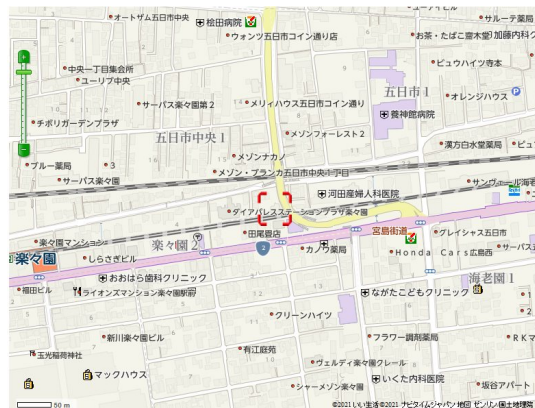 オートザム五日市中央
桧田病院
サルーテ薬局
ウォンツ五日市コイン通り店
お茶・たばこ齋木堂
加藤内科
ビュウハイツ寺本
中央一丁目集会所
ユーリプ中央
五日市1
オレンジハウス
P
サーパス楽々園第2
メリィハウス五日市コイン通り
養神館病院
チボリガーデンプラザ
五日市中央1
メゾンフォーレスト2
漢方白水堂薬局
ビュ
メゾンナカノ
ブルー薬局
3
メゾン・ブランカ五日市中央1丁目
サーパス楽々園
サンヴェール海老
河田産婦人科医院
ダイアパレスステーションプラザ楽々園
宮島街道
グレイシャス五日市
田尾畳店
楽々園マンション
楽々園2
2
カノウ薬局
Honda Cars広島西
サーパス五
楽々園
しらさぎビル
おおはら歯科クリニック
海老園1
福田ビル
ライオンズマンション楽々園駅前
ながたこどもクリニック
1
クリーンハイツ
2
新川楽々園ビル
フラワー調剤薬局
RKマ
玉光稲荷神社
有江庭苑
ヴェルディ楽々園クレール
マックハウス
いくた内科医院
シャーメゾン楽々園
坂谷アパート
50 m
©2021 いい生活©2021 ナビタイムジャパン 地図 ゼンリン 国土地理院